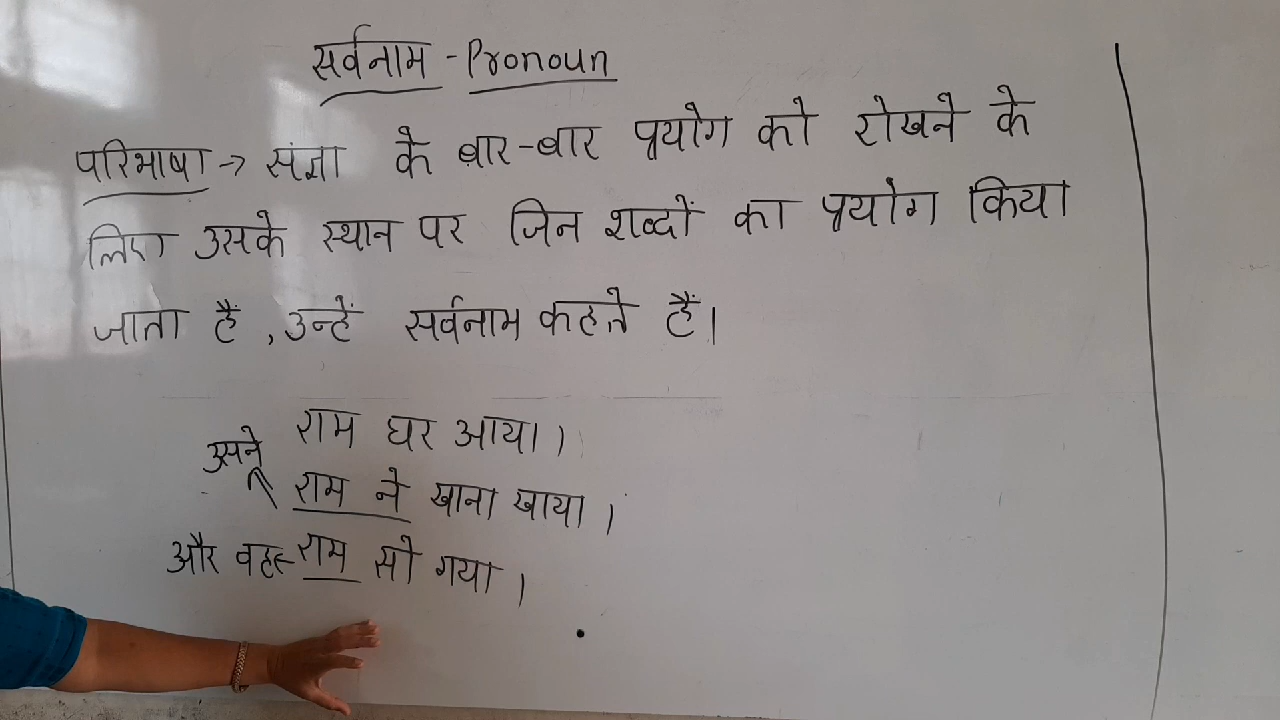 सर्वनाम - Pronoun
परिभाषा → संज्ञा के बार-बार प्रयोग को रोखने के
लिए उसके स्थान पर जिन शब्दों का प्रयोग किया
जाता हैं , उन्हें सर्वनाम कहते हैं।
राम घर आया।
उसने
राम ने खाना खाया।
और वह राम सो गया।